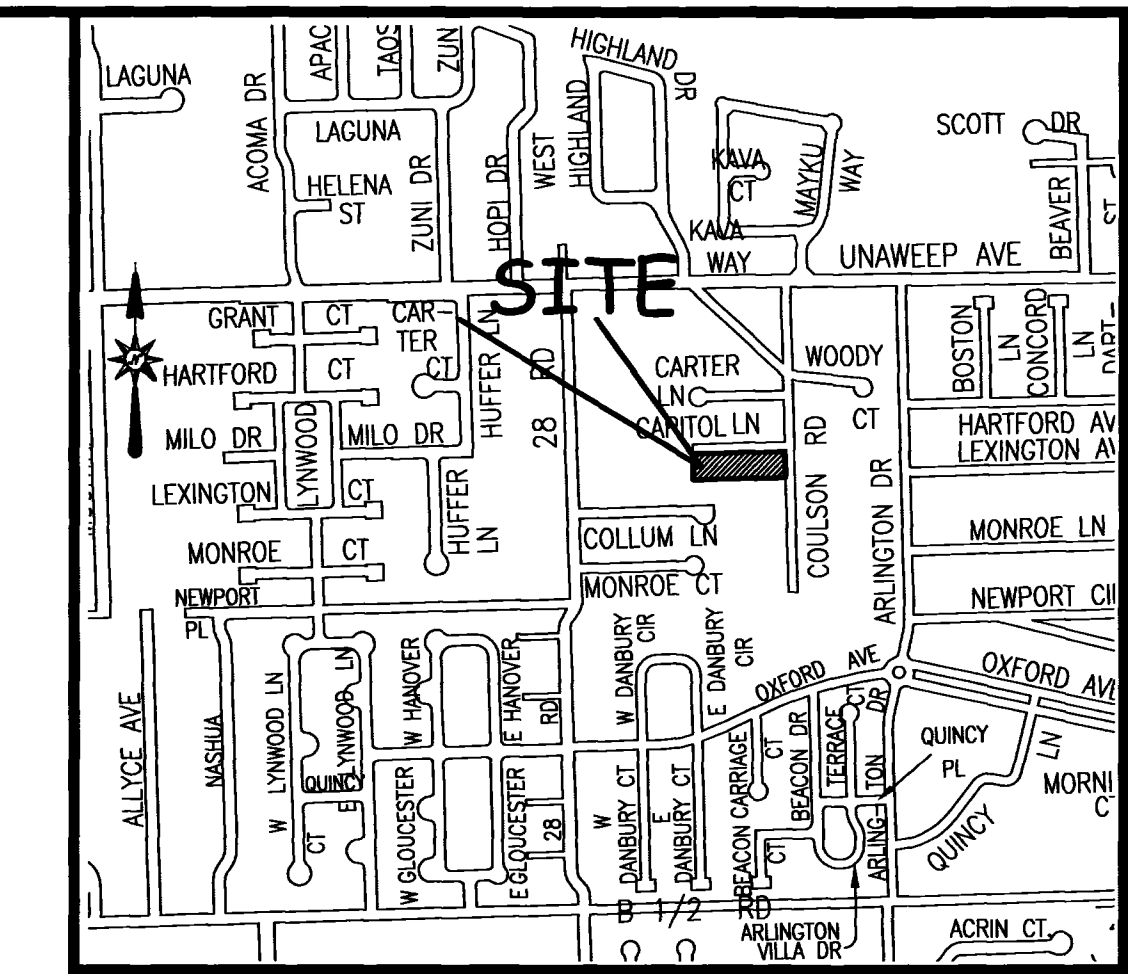 LAGUNA
ACOMA DR
APAC
TAOS
ZUN
HIGHLAND
DR
LAGUNA
HELENA
ST
ZUNI DR
HOPI DR
WEST
HIGHLAND
KAVA
CT
MAYKU
WAY
KAVA
WAY
SCOTT DR
BEAVER
CT
UNAWEEP AVE
SITE
GRANT CT
CAR-
TER
CT
HUFFER LN
28 RD
HARTFORD CT
CARTER
LN
WOODY
CT
BOSTON
LN
CONCORD
LN
DART-
MILO DR
LYNWOOD
MILO DR
CAPITOL LN
COULSON RD
HARTFORD AV
LEXINGTON AV
LEXINGTON CT
HUFFER
LN
ARLINGTON DR
MONROE LN
MONROE CT
COLLUM LN
MONROE CT
NEWPORT
PL
NEWPORT CI
W DANBURY
CIR
E DANBURY
CIR
OXFORD AVE
OXFORD AVE
ALLYCE AVE
NASHUA
W LYNWOOD LN
E LYNWOOD LN
QUINCY
CT
W HANOVER
E HANOVER
RD
28
W GLOUCESTER
E GLOUCESTER
W
DANBURY CT
E
DANBURY CT
BEACON CARRIAGE
CT
CT
BEACON DR
TERRACE
CT
ARLING-
TON
DR
QUINCY
PL
QUINCY
LN
MORNI
C
B 1/2 RD
ARLINGTON
VILLA DR
ACRIN CT.
N